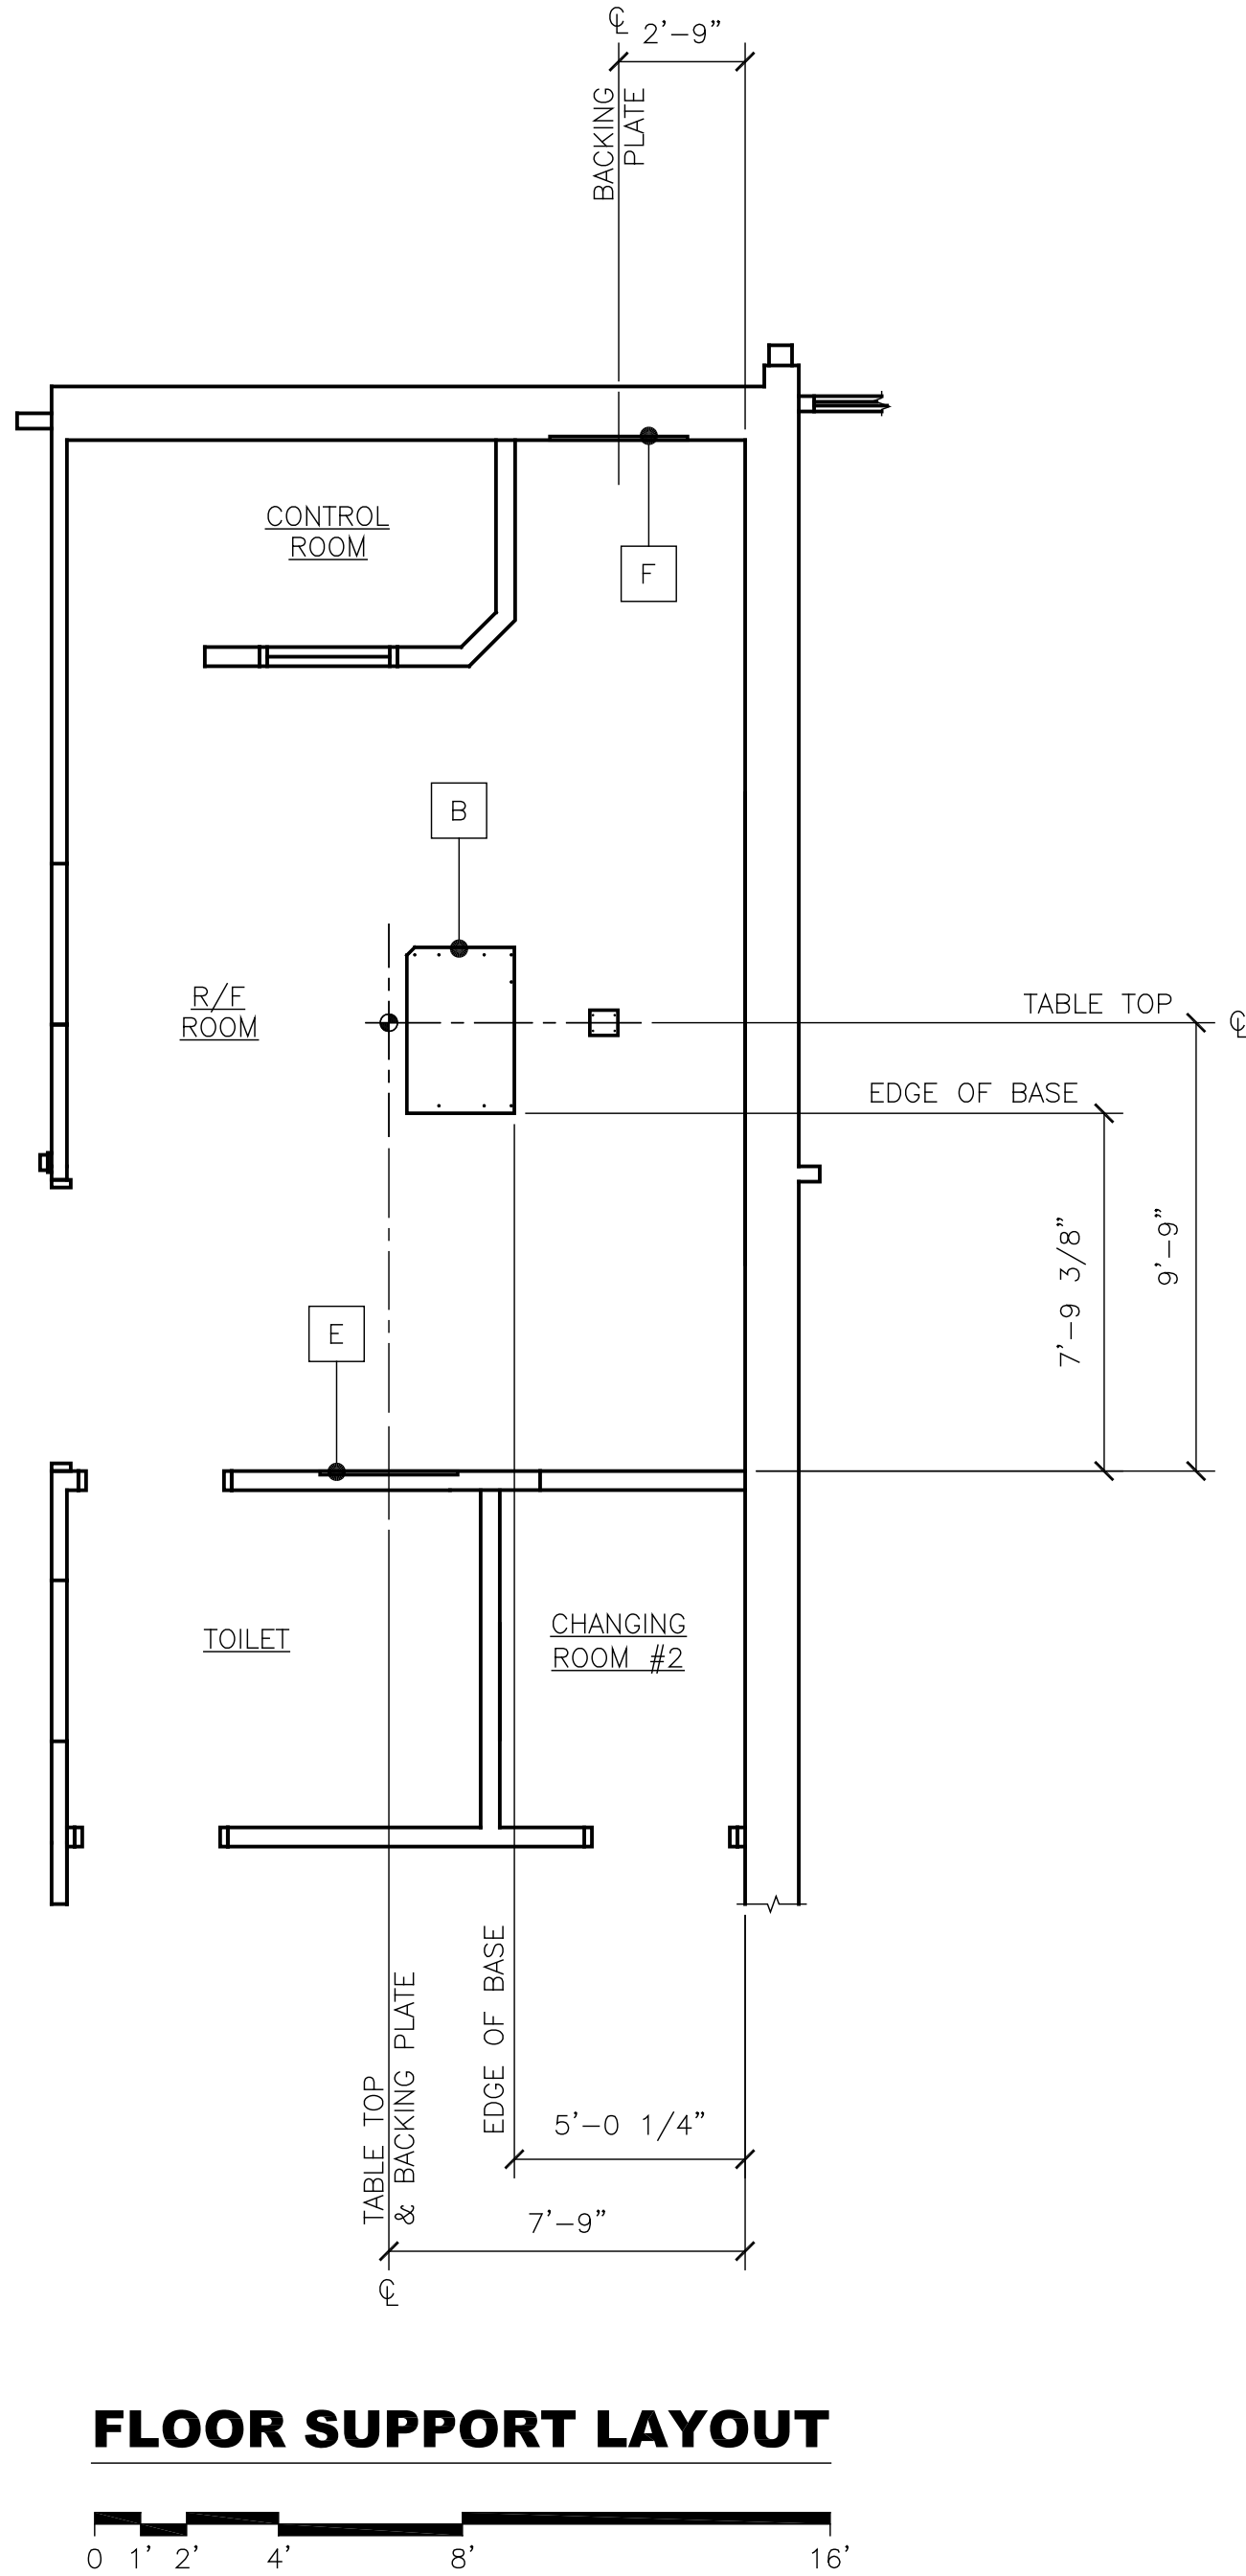 ℄
2'-9"
BACKING
PLATE
CONTROL
ROOM
F
B
R/F
ROOM
TABLE TOP
℄
EDGE OF BASE
7'-9 3/8"
9'-9"
E
TOILET
CHANGING
ROOM #2
TABLE TOP
& BACKING PLATE
EDGE OF BASE
5'-0 1/4"
7'-9"
℄
FLOOR SUPPORT LAYOUT
0 1' 2' 4' 8' 16'